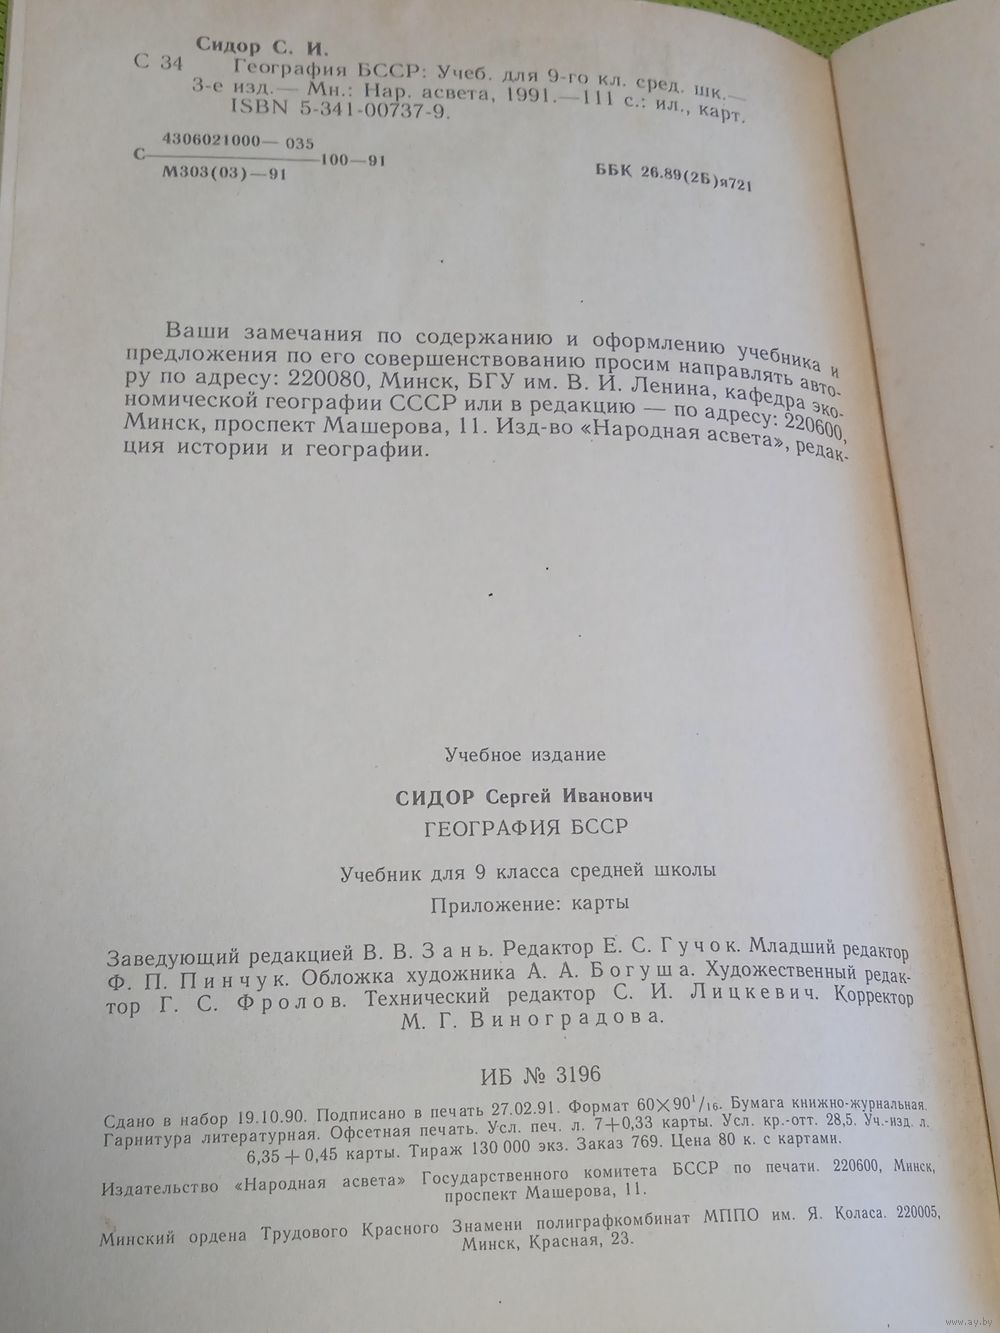 Сидор С. И.
С 34 География БССР: Учеб. для 9-го кл. сред. шк.—
3-е изд.— Мн.: Нар. асвета, 1991.—111 с.: ил., карт.
ISBN 5-341-00737-9.
4306021000— 035
С————————100—91
М303(03)—91
ББК 26.89(2Б)я721
Ваши замечания по содержанию и оформлению учебника и
предложения по его совершенствованию просим направлять авто-
ру по адресу: 220080, Минск, БГУ им. В. И. Ленина, кафедра эко-
номической географии СССР или в редакцию — по адресу: 220600,
Минск, проспект Машерова, 11. Изд-во «Народная асвета», редак-
ция истории и географии.
Учебное издание
СИДОР Сергей Иванович
ГЕОГРАФИЯ БССР
Учебник для 9 класса средней школы
Приложение: карты
Заведующий редакцией В. В. Зань. Редактор Е. С. Гучок. Младший редактор
Ф. П. Пинчук. Обложка художника А. А. Богуша. Художественный редак-
тор Г. С. Фролов. Технический редактор С. И. Лицкевич. Корректор
М. Г. Виноградова.
ИБ № 3196
Сдано в набор 19.10.90. Подписано в печать 27.02.91. Формат 60×90¹/₁₆. Бумага книжно-журнальная.
Гарнитура литературная. Офсетная печать. Усл. печ. л. 7+0,33 карты. Усл. кр.-отт. 28,5. Уч.-изд. л.
6,35+0,45 карты. Тираж 130 000 экз. Заказ 769. Цена 80 к. с картами.
Издательство «Народная асвета» Государственного комитета БССР по печати. 220600, Минск,
проспект Машерова, 11.
Минский ордена Трудового Красного Знамени полиграфкомбинат МППО им. Я. Коласа. 220005,
Минск, Красная, 23.
www.ay.by